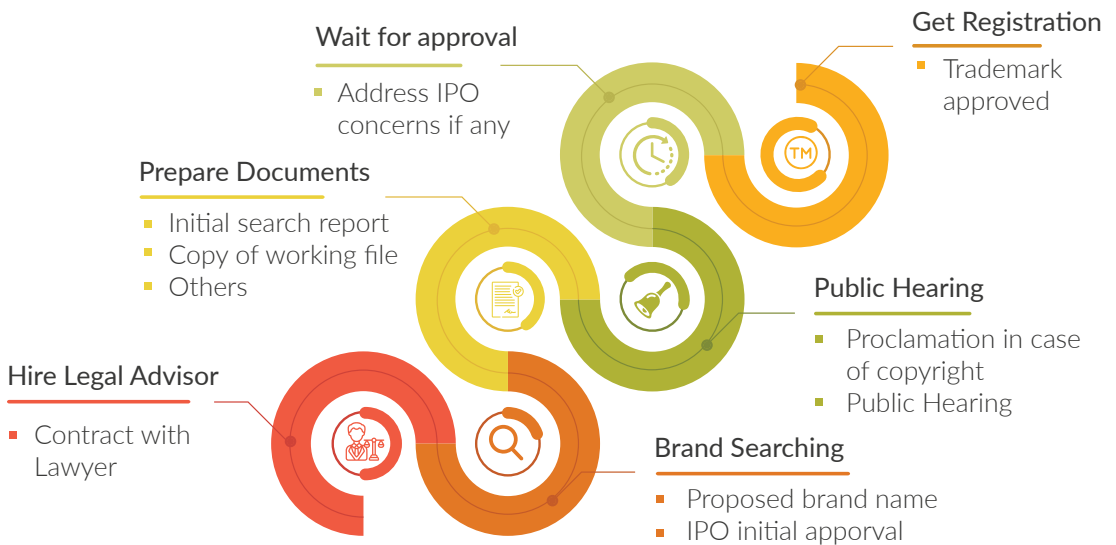 Get Registration
Trademark
approved
Wait for approval
Address IPO
concerns if any
TM
Prepare Documents
Initial search report
Copy of working file
Others
Public Hearing
Proclamation in case
of copyright
Public Hearing
Hire Legal Advisor
Contract with
Lawyer
Brand Searching
Proposed brand name
IPO initial apporval